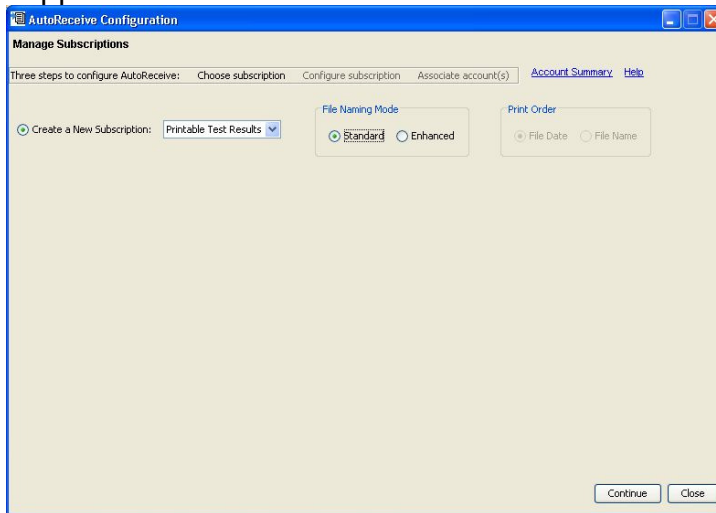 AutoReceive Configuration
Manage Subscriptions
Three steps to configure AutoReceive: Choose subscription Configure subscription Associate account(s) Account Summary Help
File Naming Mode Print Order
Create a New Subscription: Printable Test Results Standard Enhanced File Date File Name
Continue Close